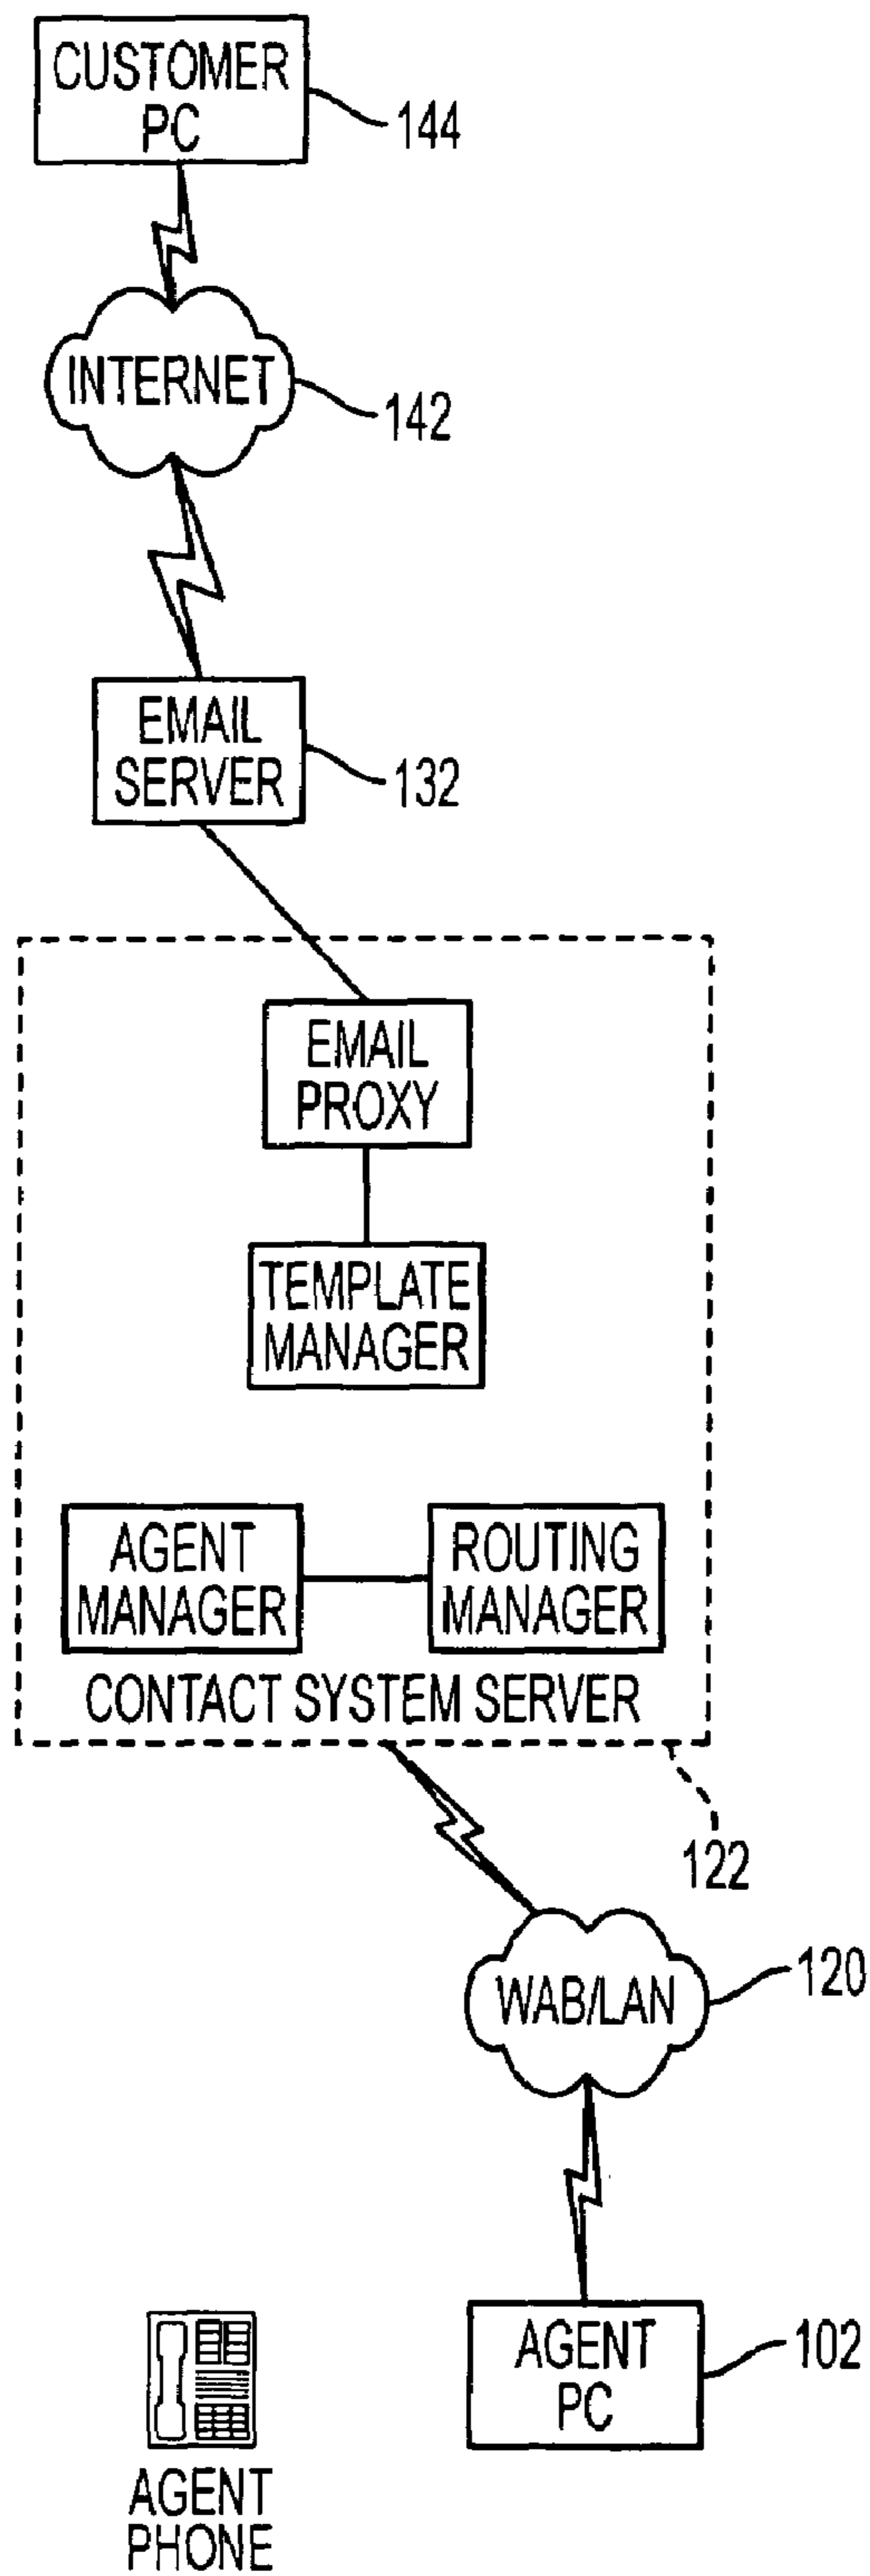 CUSTOMER
PC
144
INTERNET
142
EMAIL
SERVER
132
EMAIL
PROXY
TEMPLATE
MANAGER
AGENT
MANAGER
ROUTING
MANAGER
CONTACT SYSTEM SERVER
122
WAB/LAN
120
AGENT
PC
102
AGENT
PHONE